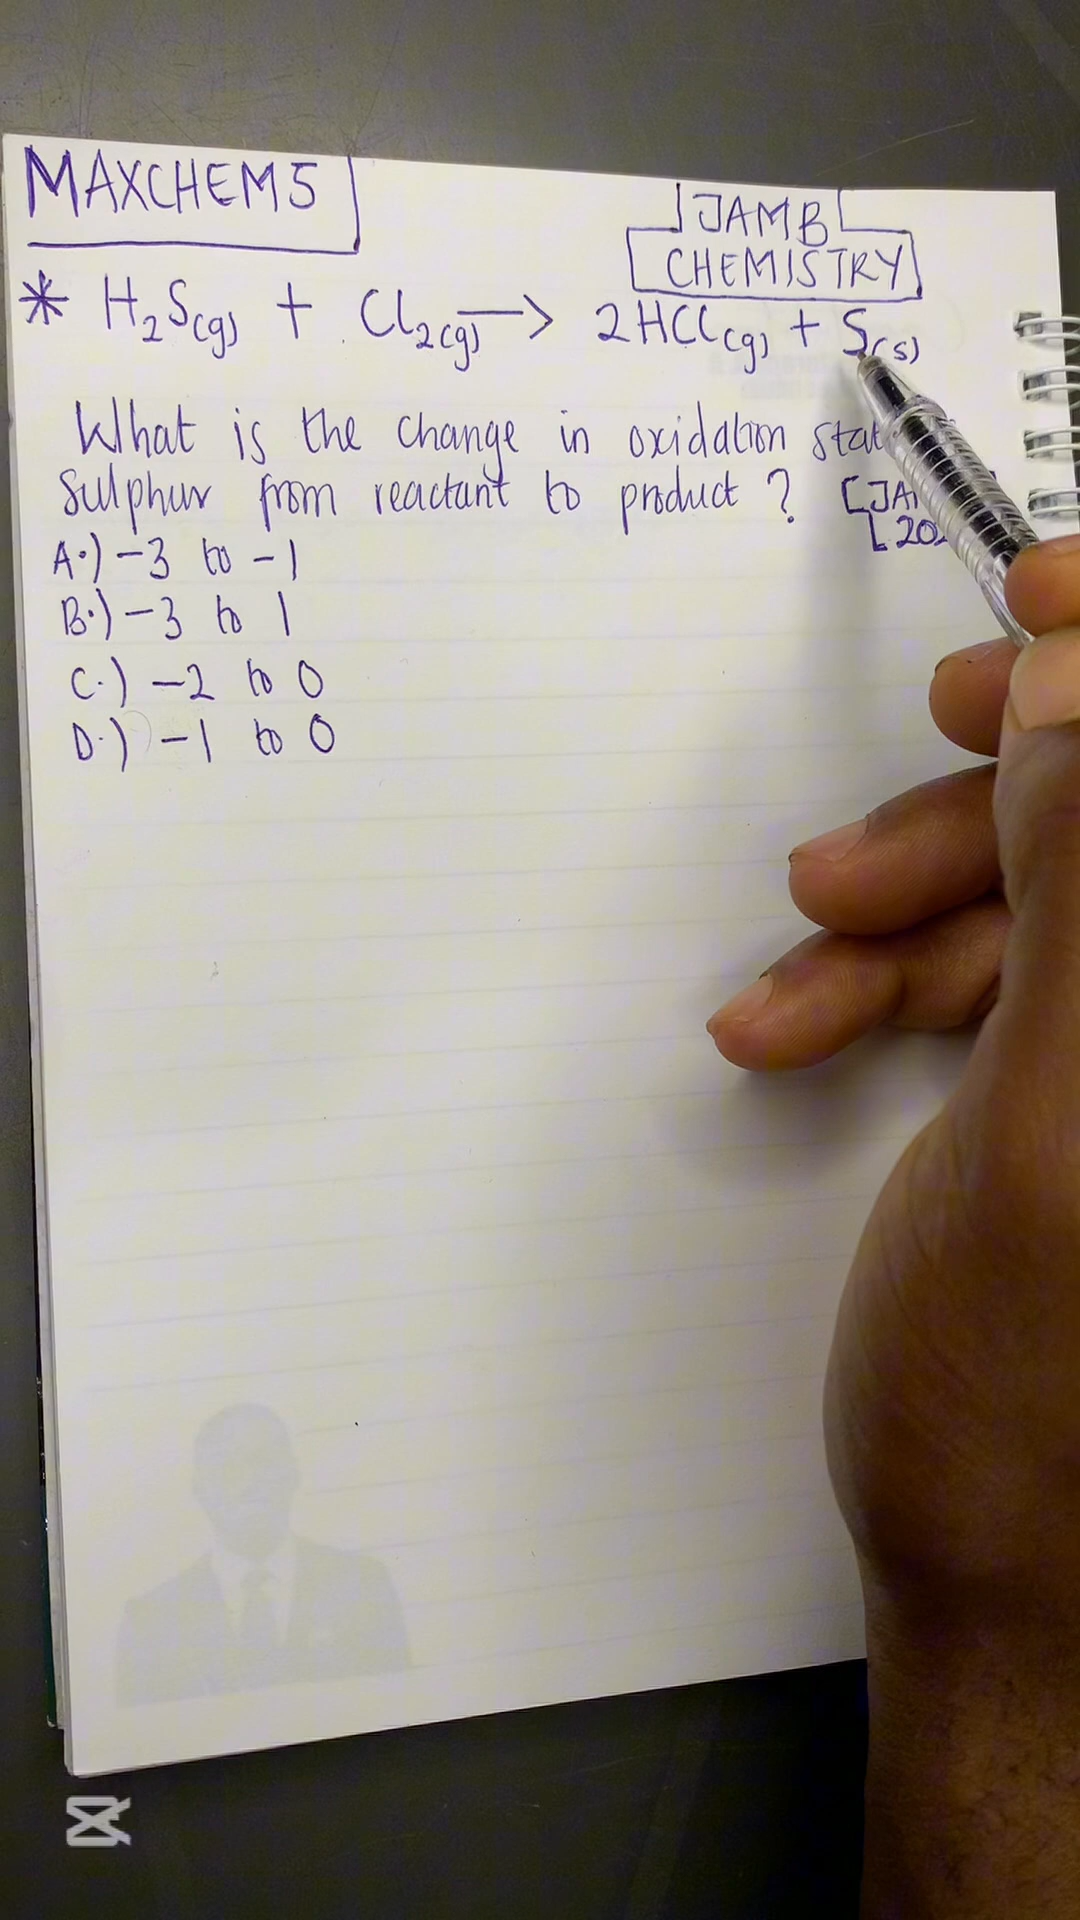 MAXCHEM5
JAMB
CHEMISTRY
* H₂S(g) + Cl₂(g) → 2HCl(g) + S(s)
What is the change in oxidation
Sulphur from reactant to product ?
A.) -3 to -1
B.) -3 to 1
C.) -2 to 0
D.) -1 to 0